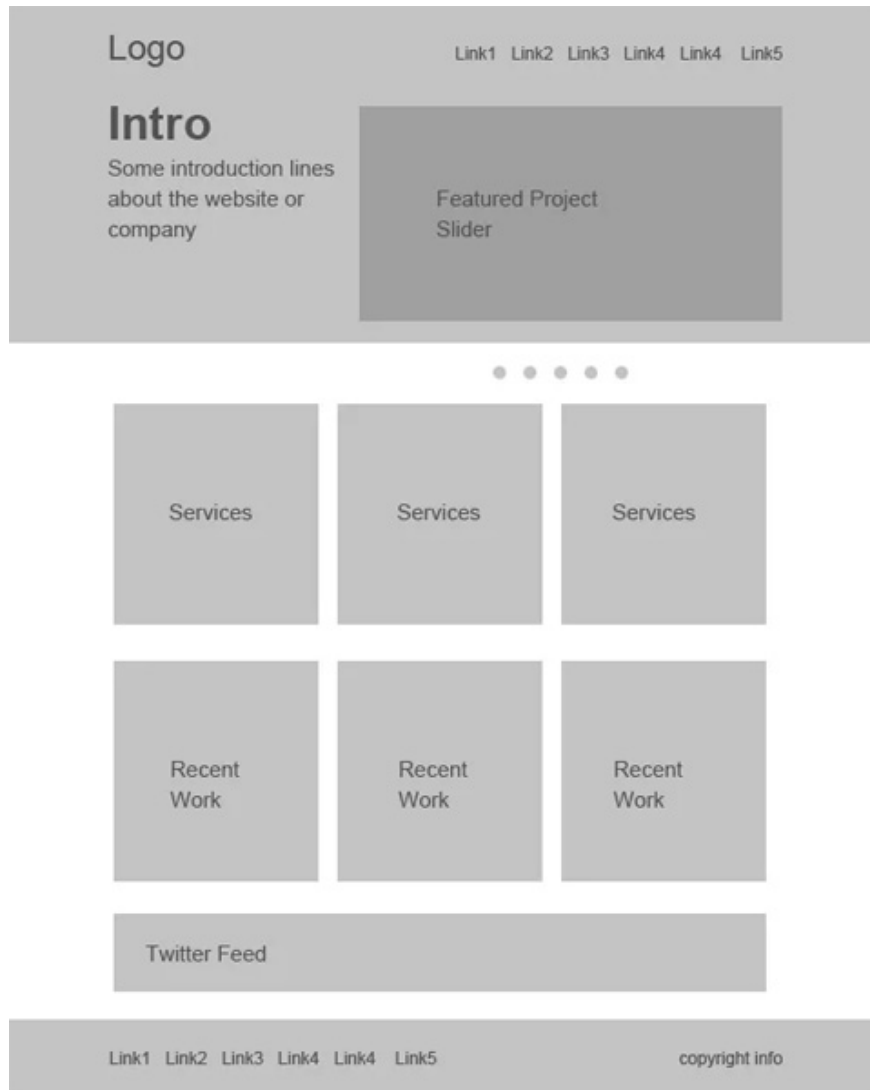 Logo
Link1 Link2 Link3 Link4 Link4 Link5
Intro
Some introduction lines
about the website or
company
Featured Project
Slider
Services
Services
Services
Recent
Work
Recent
Work
Recent
Work
Twitter Feed
Link1 Link2 Link3 Link4 Link4 Link5
copyright info